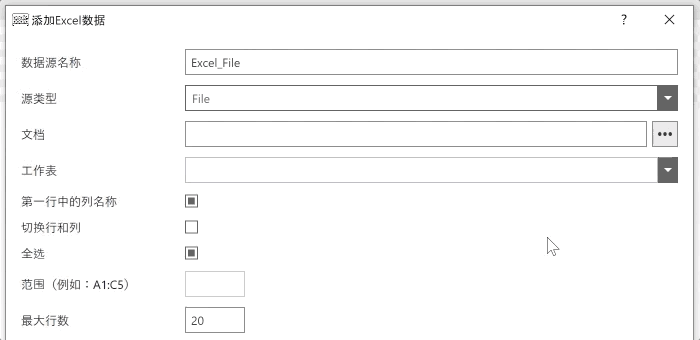 添加Excel数据
?
数据源名称
Excel_File
源类型
File
文档
•••
工作表
第一行中的列名称
切换行和列
全选
范围（例如：A1:C5）
最大行数
20